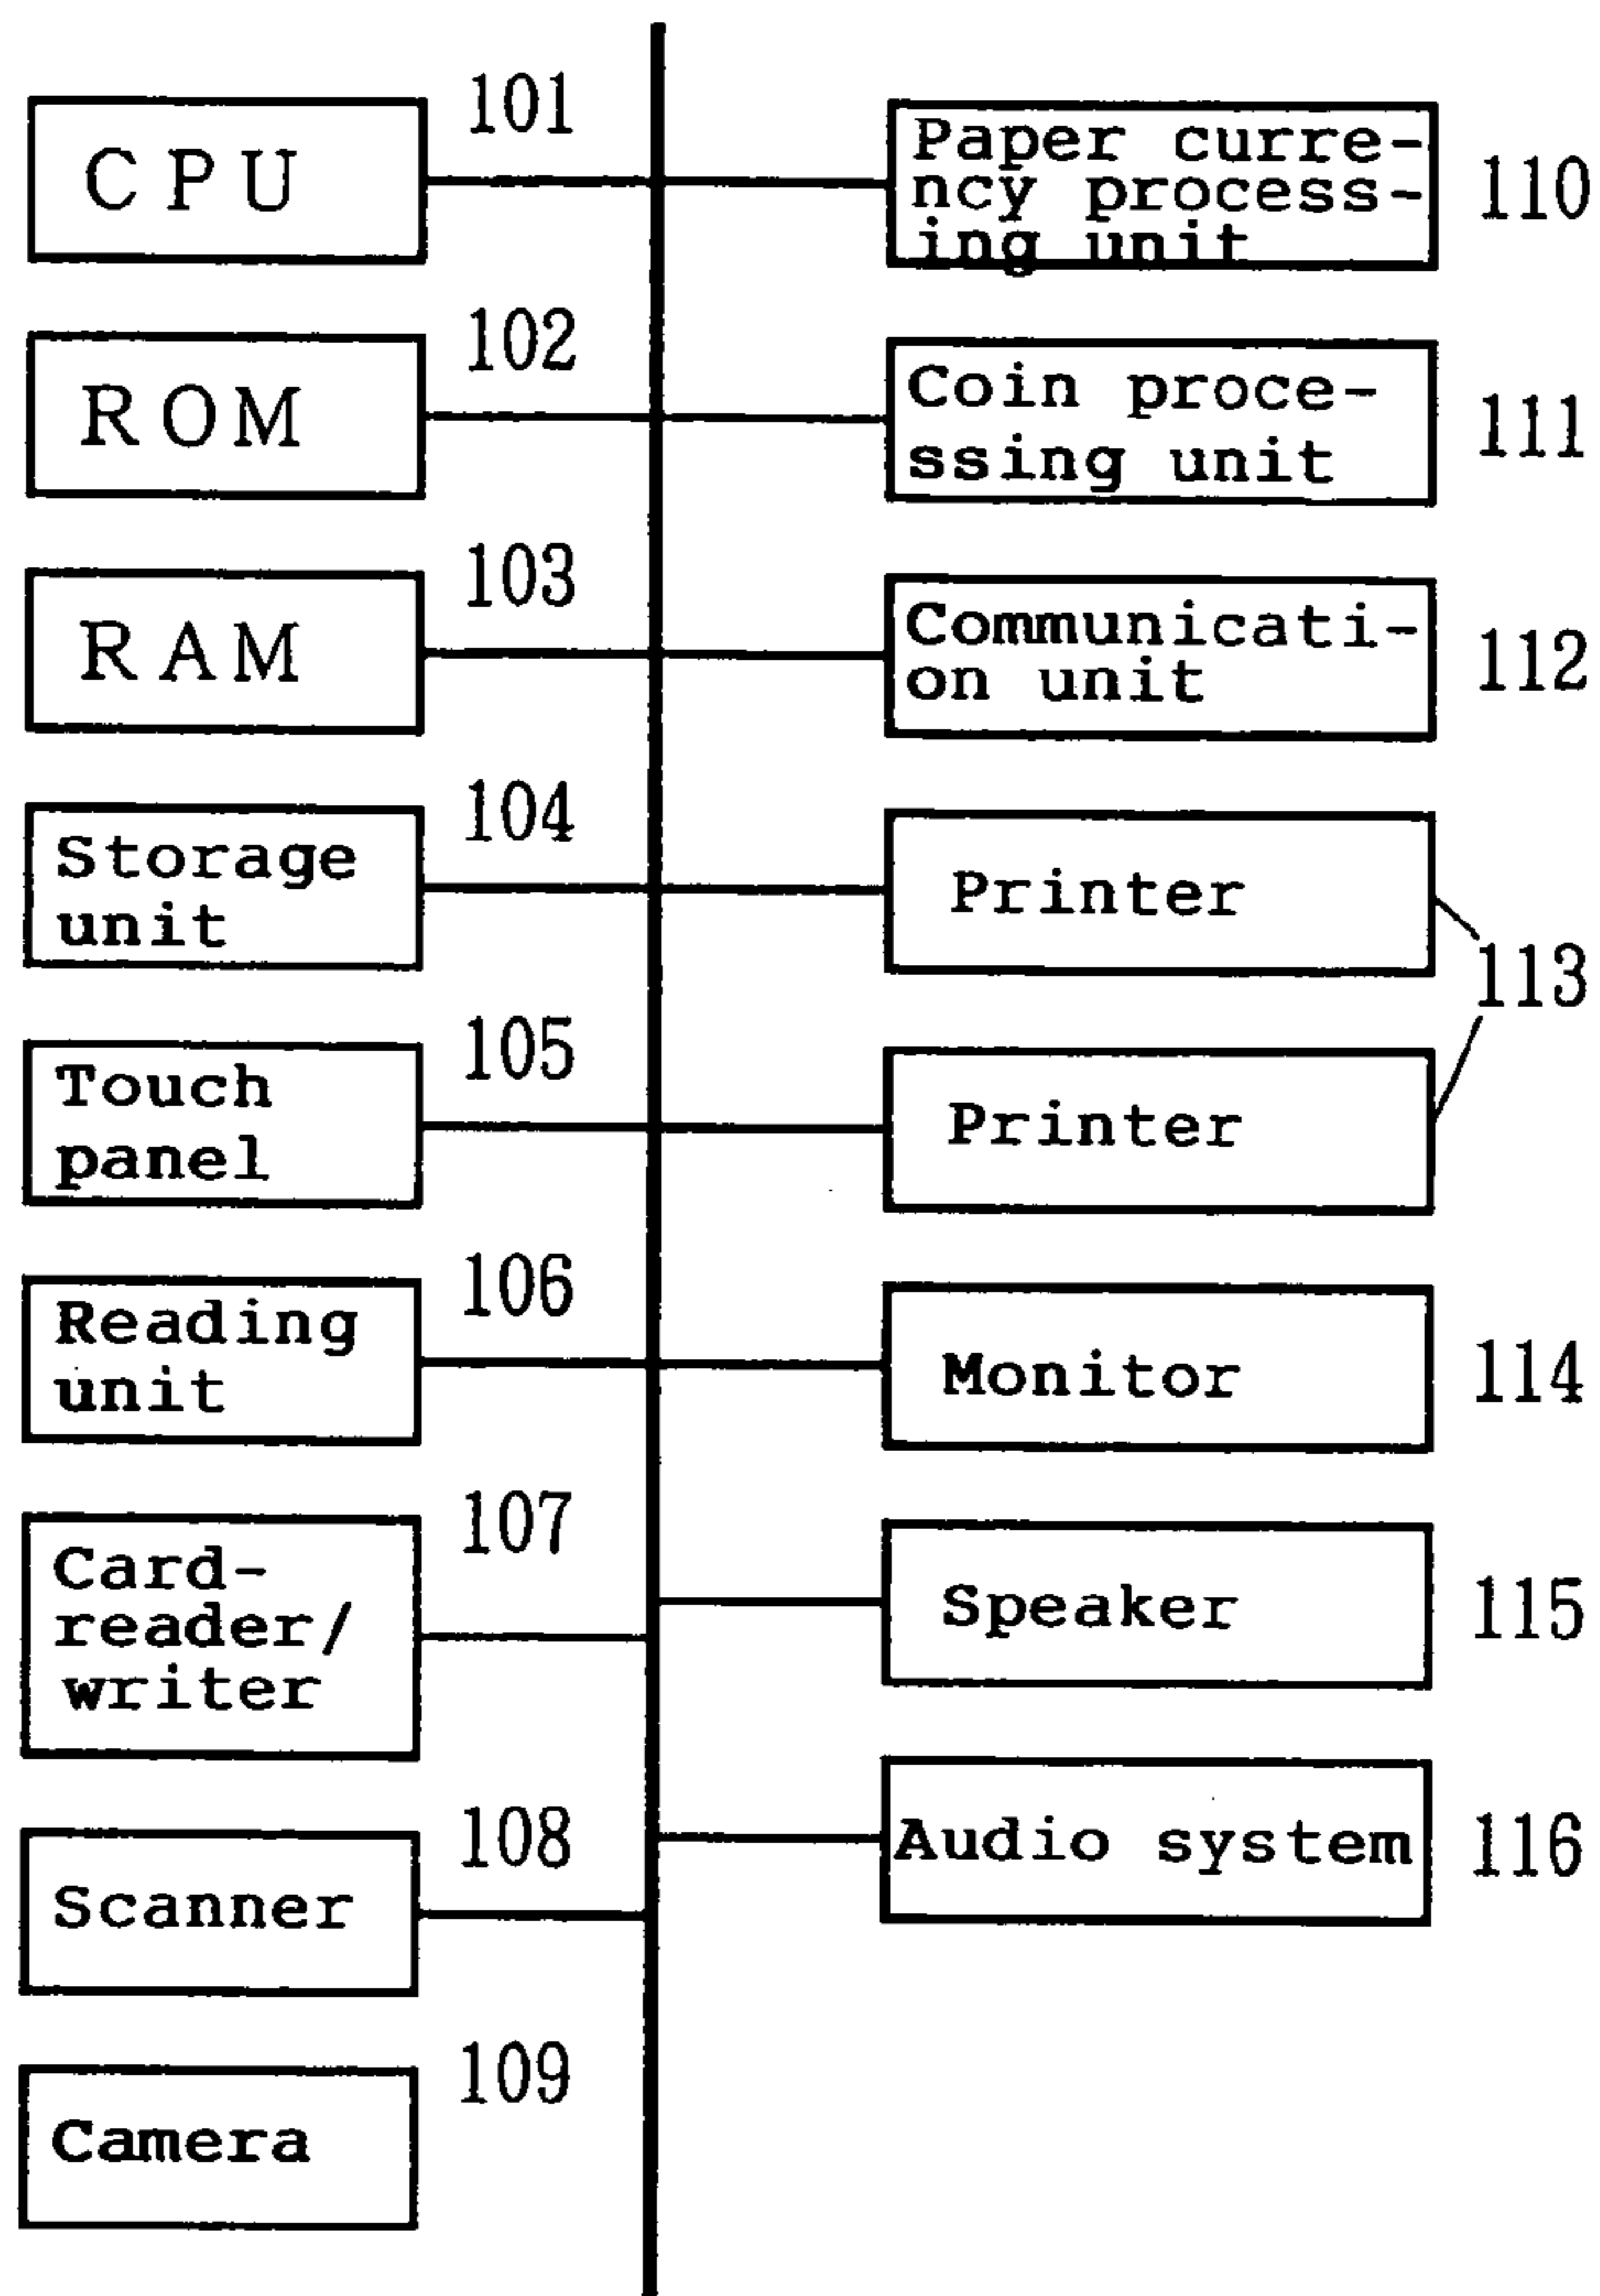 CPU
101
ROM
102
RAM
103
Storage
unit
104
Touch
panel
105
Reading
unit
106
Card-
reader/
writer
107
Scanner
108
Camera
109
Paper curre-
ncy process-
ing unit
110
Coin proce-
ssing unit
111
Communicati-
on unit
112
Printer
Printer
113
Monitor
114
Speaker
115
Audio system
116